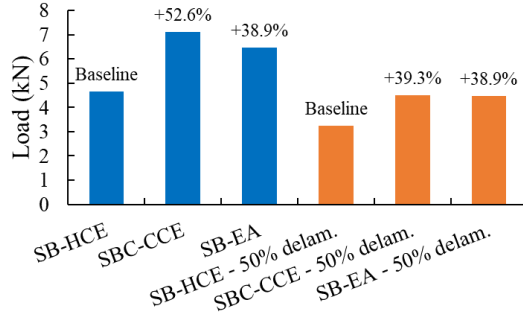 +52.6%
+38.9%
Baseline
+39.3%
+38.9%
Baseline
Load (kN)
8
7
6
5
4
3
2
1
0
SB-HCE
SBC-CCE
SB-EA
SB-HCE - 50% delam.
SBC-CCE - 50% delam.
SB-EA - 50% delam.